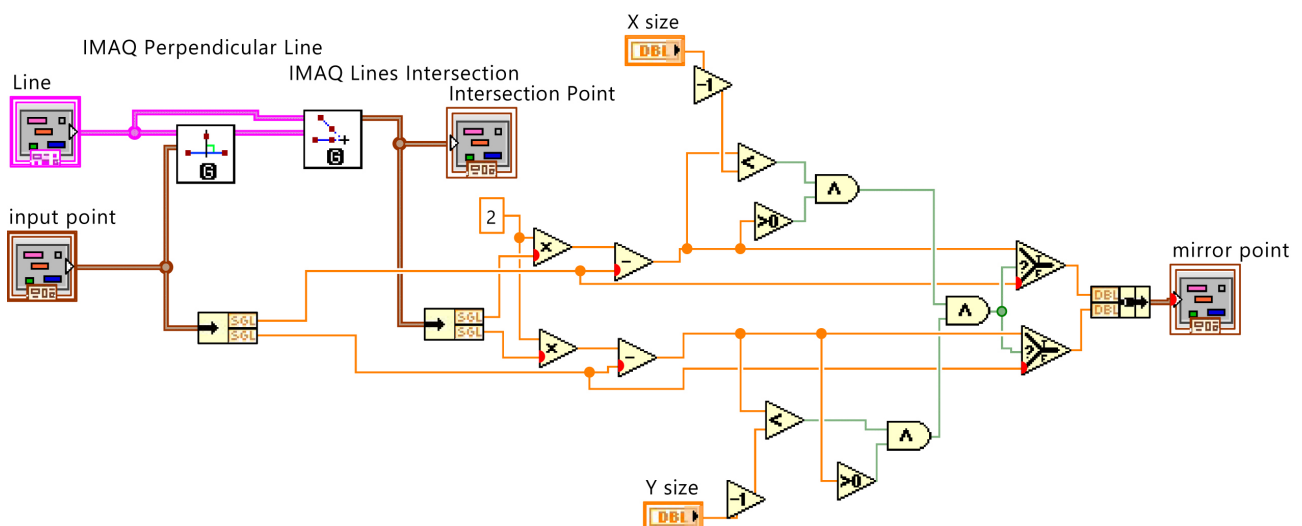 X size
DBL
IMAQ Perpendicular Line
-1
IMAQ Lines Intersection
Line
Intersection Point
G
G
<
∧
input point
2
>0
x
-
mirror point
?
T
F
SGL
SGL
SGL
SGL
DBL
DBL
∧
x
-
?
T
F
<
∧
>0
Y size
-1
DBL